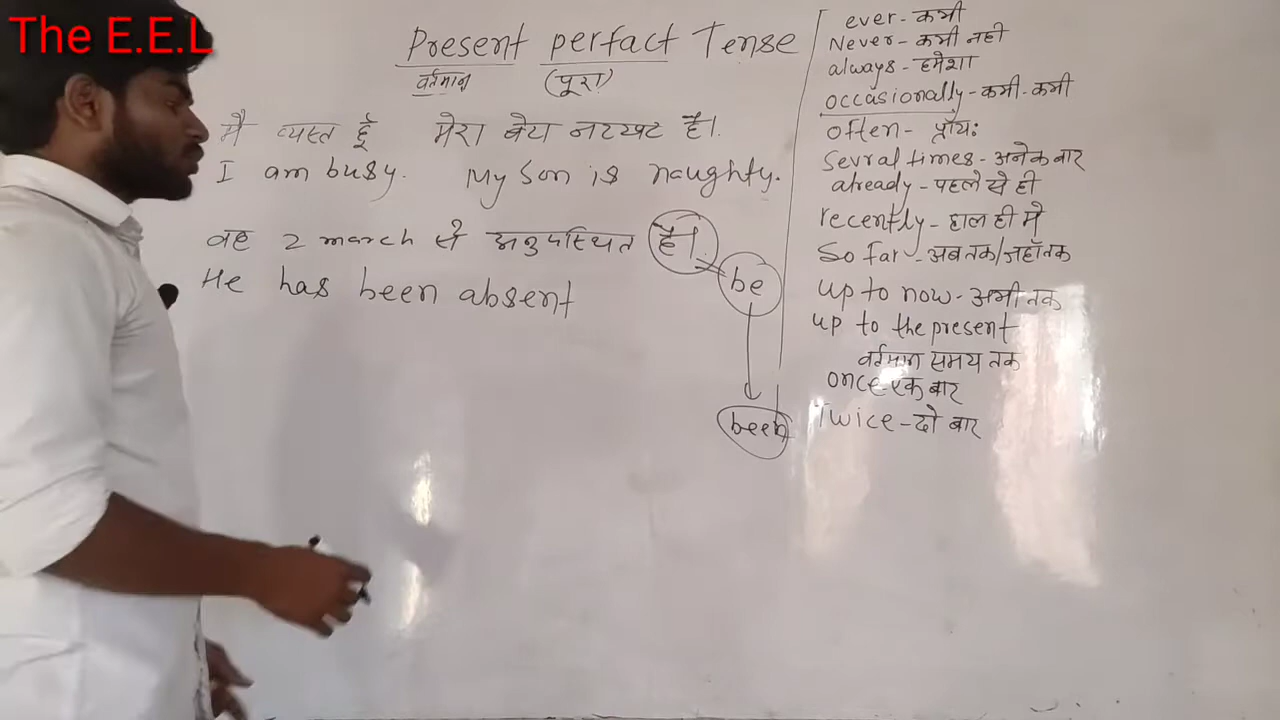 The E.E.L
Present perfact Tense
वर्तमान (पूरा)
मै व्यस्त हूँ मेरा बेटा नटखट है।
I am busy. My Son is naughty.
वह 2 march से अनुपस्थित है।
He has been absent
be
been
ever - कभी
Never - कभी नही
always - हमेशा
occasionally - कभी-कभी
often - प्रॉय:
Sevral times - अनेक बार
already - पहले से ही
recently - हाल ही मे
So far - अब तक/जहाँ तक
up to now - अभी तक
up to the present
वर्तमान समय तक
once - एक बार
Twice - दो बार